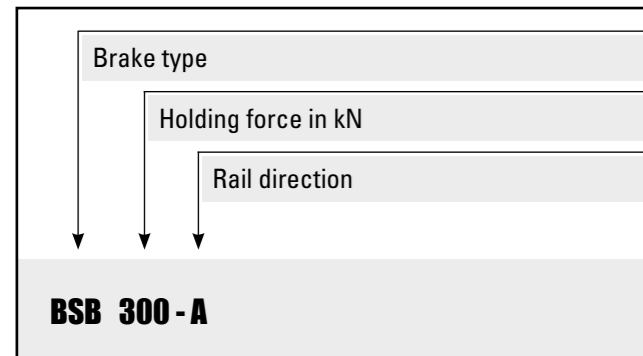 Brake type
Holding force in kN
Rail direction
BSB 300 - A